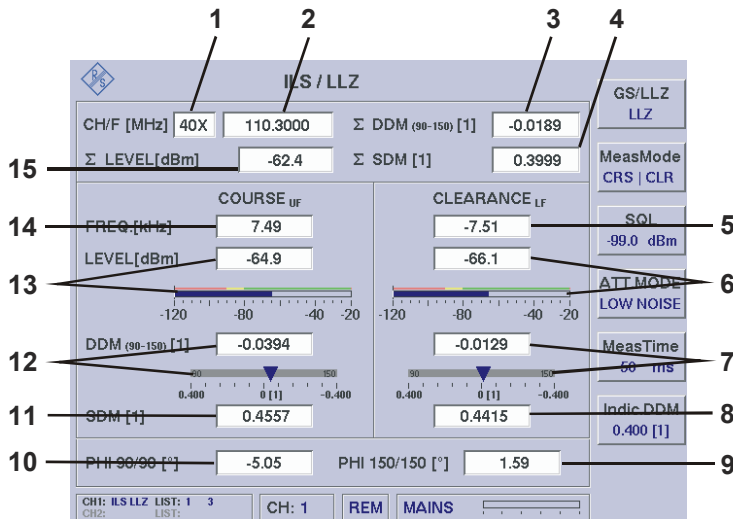 1 2 3 4
R S
ILS / LLZ
GS/LLZ
LLZ
CH/F [MHz] 40X 110.3000 Σ DDM (90-150) [1] -0.0189
15 Σ LEVEL[dBm] -62.4 Σ SDM [1] 0.3999
MeasMode
CRS | CLR
COURSE UF CLEARANCE LF
14 FREQ.[kHz] 7.49 -7.51 5
SQL
-99.0 dBm
LEVEL[dBm] -64.9 -66.1
13 6
ATT MODE
LOW NOISE
-120 -100 -80 -60 -40 -20 -120 -100 -80 -60 -40 -20
DDM (90-150) [1] -0.0394 -0.0129
MeasTime
50 ms
12 90 150 90 150 7
0.400 0 [1] -0.400 0.400 0 [1] -0.400
11 SDM [1] 0.4557 0.4415 8
Indic DDM
0.400 [1]
10 PHI 90/90 [°] -5.05 PHI 150/150 [°] 1.59 9
CH1: ILS LLZ LIST: 1 3
CH2: LIST:
CH: 1 REM MAINS